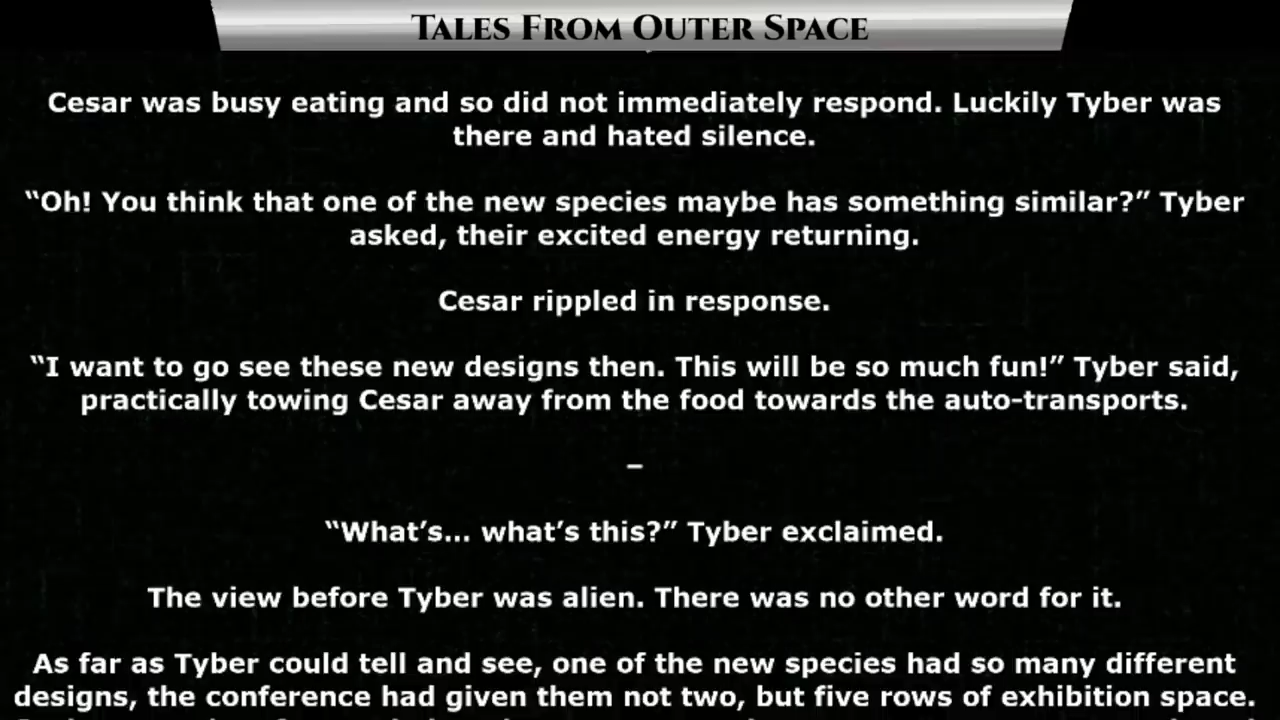 Tales From Outer Space
Cesar was busy eating and so did not immediately respond. Luckily Tyber was
there and hated silence.
“Oh! You think that one of the new species maybe has something similar?” Tyber
asked, their excited energy returning.
Cesar rippled in response.
“I want to go see these new designs then. This will be so much fun!” Tyber said,
practically towing Cesar away from the food towards the auto-transports.
–
“What’s... what’s this?” Tyber exclaimed.
The view before Tyber was alien. There was no other word for it.
As far as Tyber could tell and see, one of the new species had so many different
designs, the conference had given them not two, but five rows of exhibition space.